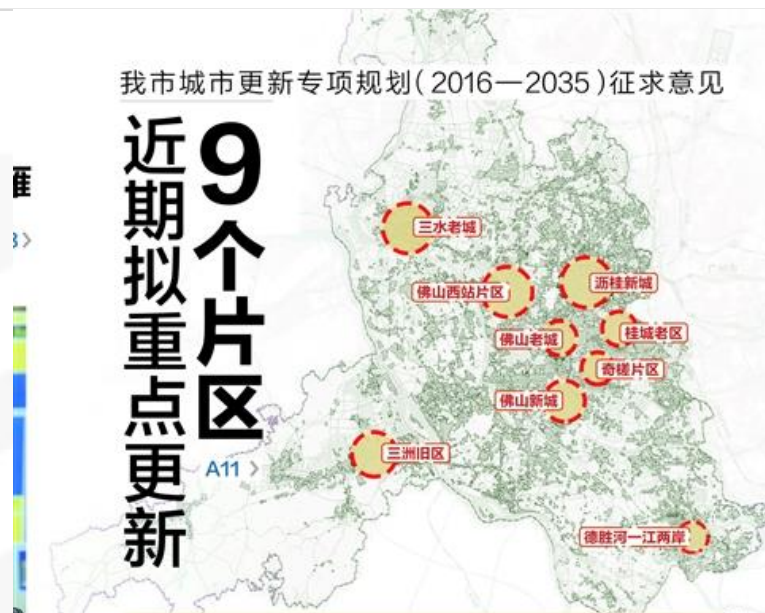 我市城市更新专项规划(2016—2035)征求意见
9个片区
近期拟重点更新
A11 >
三水老城
佛山西站片区
沥桂新城
佛山老城
桂城老区
奇槎片区
佛山新城
三洲旧区
德胜河一江两岸